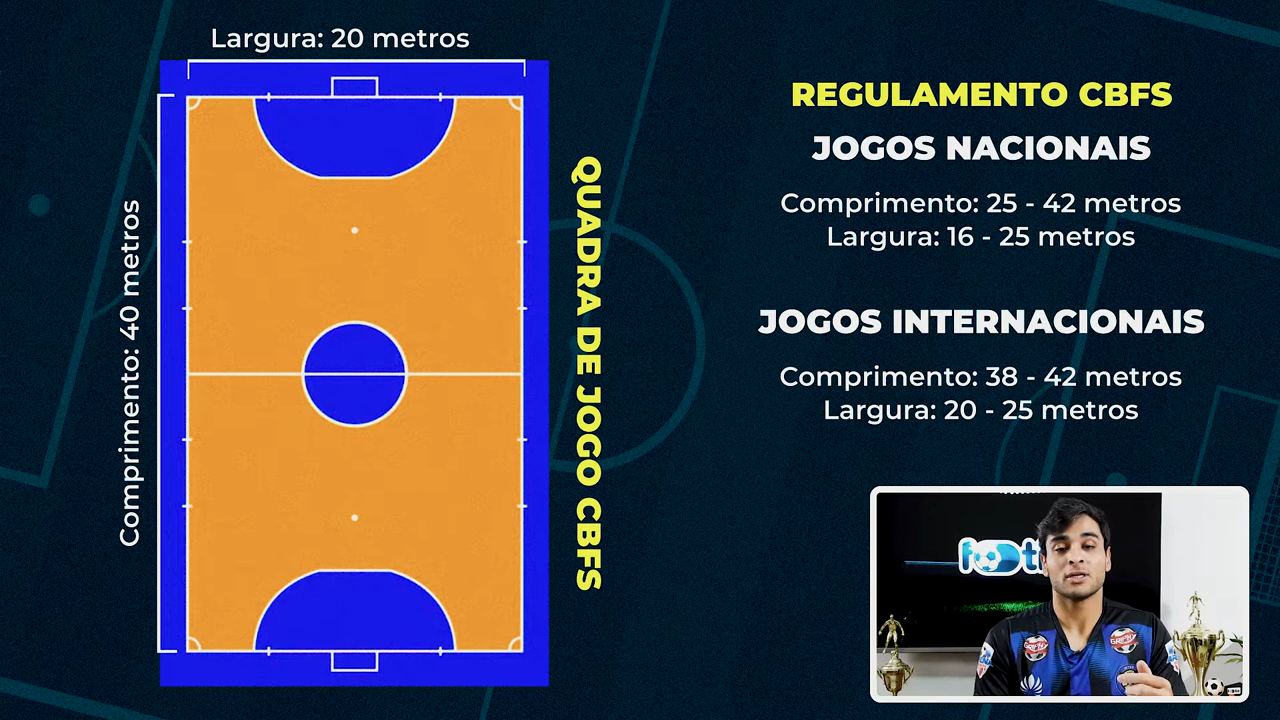 Largura: 20 metros
Comprimento: 40 metros
QUADRA DE JOGO CBFS
REGULAMENTO CBFS
JOGOS NACIONAIS
Comprimento: 25 - 42 metros
Largura: 16 - 25 metros
JOGOS INTERNACIONAIS
Comprimento: 38 - 42 metros
Largura: 20 - 25 metros